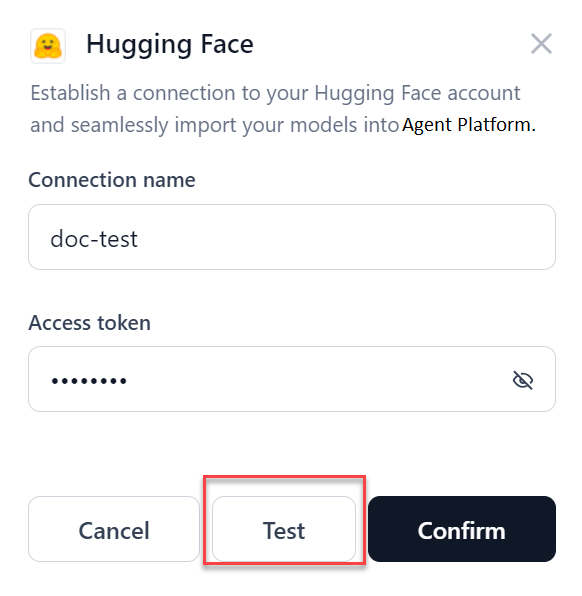 Hugging Face
Establish a connection to your Hugging Face account
and seamlessly import your models into Agent Platform.
Connection name
doc-test
Access token
••••••••
Cancel
Test
Confirm